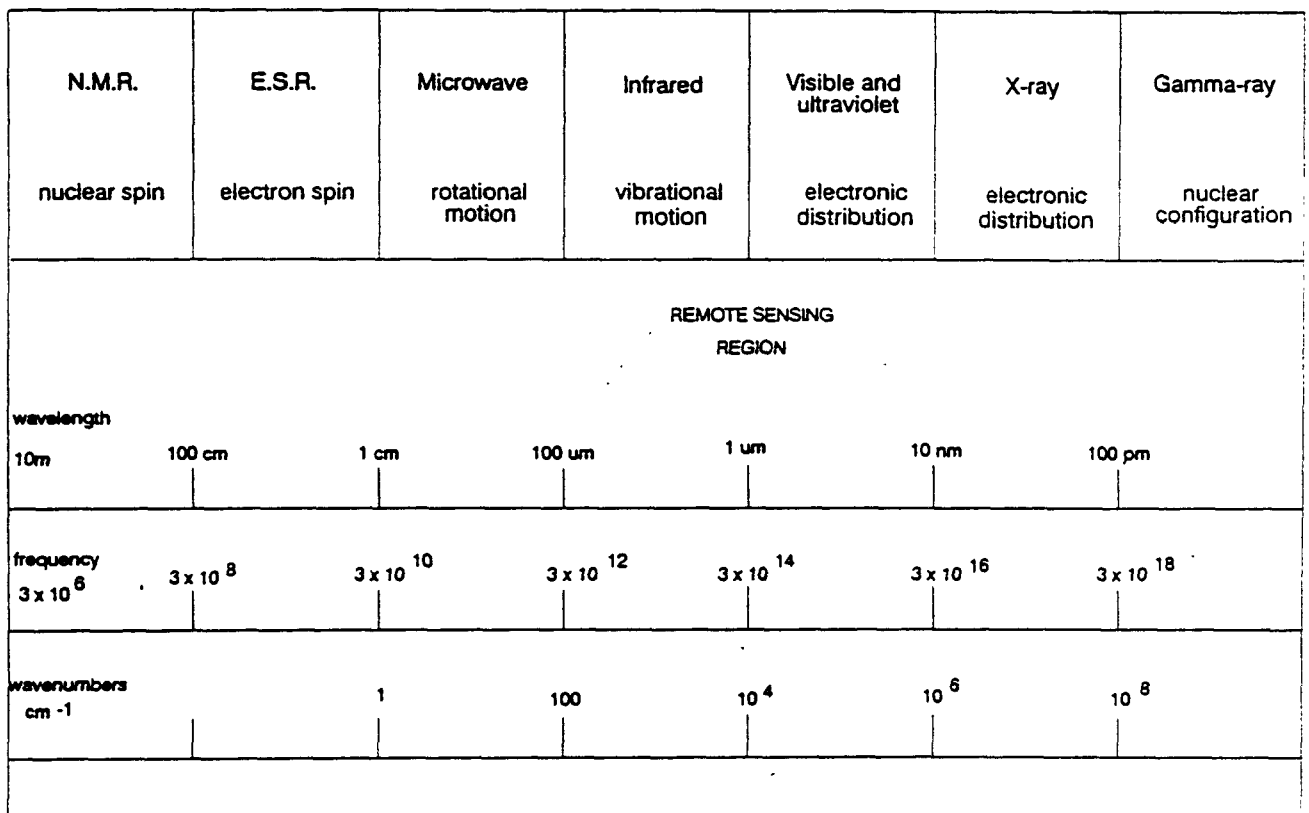 N.M.R. E.S.R. Microwave Infrared Visible and ultraviolet X-ray Gamma-ray
nuclear spin electron spin rotational motion vibrational motion electronic distribution electronic distribution nuclear configuration
REMOTE SENSING
REGION
wavelength
10m 100 cm 1 cm 100 um 1 um 10 nm 100 pm
frequency
3 x 10 6 3 x 10 8 3 x 10 10 3 x 10 12 3 x 10 14 3 x 10 16 3 x 10 18
wavenumbers
cm -1 1 100 10 4 10 6 10 8